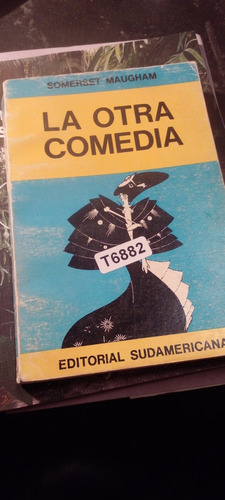 SOMERSET MAUGHAM
LA OTRA
COMEDIA
T6882
EDITORIAL SUDAMERICANA